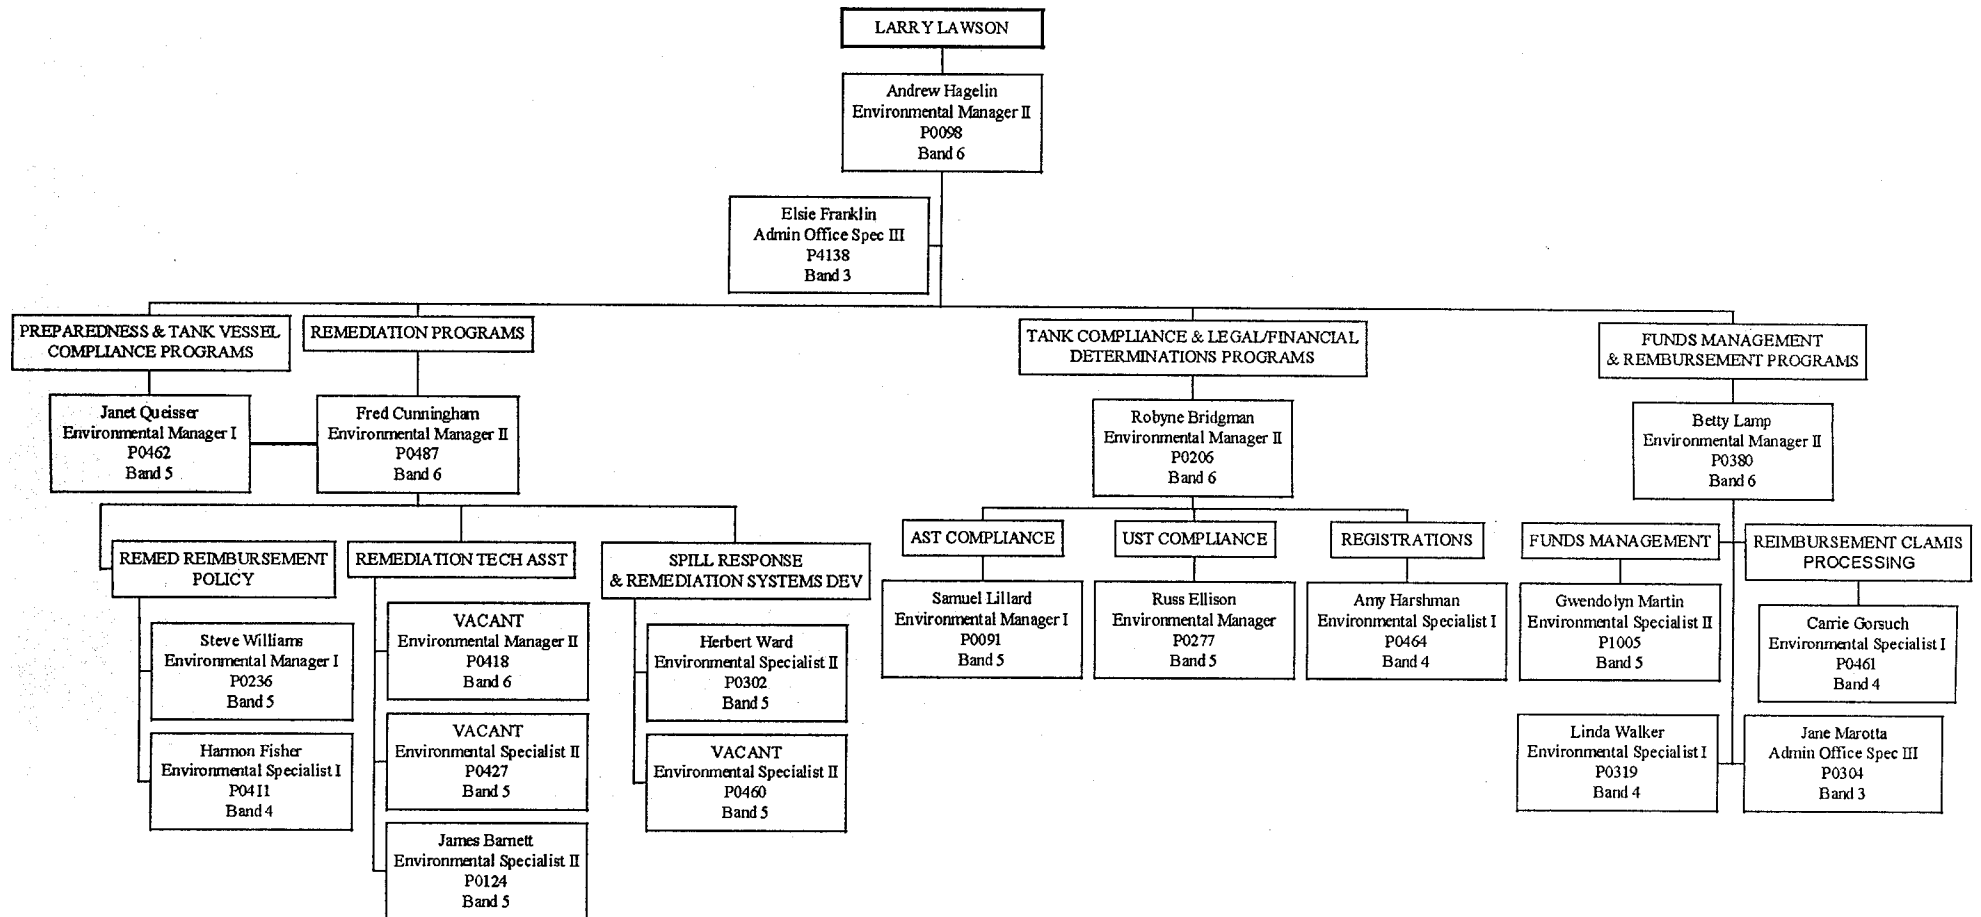 LARRY LAWSON
Andrew Hagelin
Environmental Manager II
P0098
Band 6
Elsie Franklin
Admin Office Spec III
P4138
Band 3
PREPAREDNESS & TANK VESSEL
COMPLIANCE PROGRAMS
REMEDIATION PROGRAMS
TANK COMPLIANCE & LEGAL/FINANCIAL
DETERMINATIONS PROGRAMS
FUNDS MANAGEMENT
& REMBURSEMENT PROGRAMS
Janet Queisser
Environmental Manager I
P0462
Band 5
Fred Cunningham
Environmental Manager II
P0487
Band 6
Robyne Bridgman
Environmental Manager II
P0206
Band 6
Betty Lamp
Environmental Manager II
P0380
Band 6
REMED REIMBURSEMENT
POLICY
Steve Williams
Environmental Manager I
P0236
Band 5
Harmon Fisher
Environmental Specialist I
P0411
Band 4
REMEDIATION TECH ASST
VACANT
Environmental Manager II
P0418
Band 6
VACANT
Environmental Specialist II
P0427
Band 5
James Barnett
Environmental Specialist II
P0124
Band 5
SPILL RESPONSE
& REMEDIATION SYSTEMS DEV
Herbert Ward
Environmental Specialist II
P0302
Band 5
VACANT
Environmental Specialist II
P0460
Band 5
AST COMPLIANCE
Samuel Lillard
Environmental Manager I
P0091
Band 5
UST COMPLIANCE
Russ Ellison
Environmental Manager
P0277
Band 5
REGISTRATIONS
Amy Harshman
Environmental Specialist I
P0464
Band 4
FUNDS MANAGEMENT
Gwendolyn Martin
Environmental Specialist II
P1005
Band 5
REIMBURSEMENT CLAMIS
PROCESSING
Carrie Gorsuch
Environmental Specialist I
P0461
Band 4
Linda Walker
Environmental Specialist I
P0319
Band 4
Jane Marotta
Admin Office Spec III
P0304
Band 3